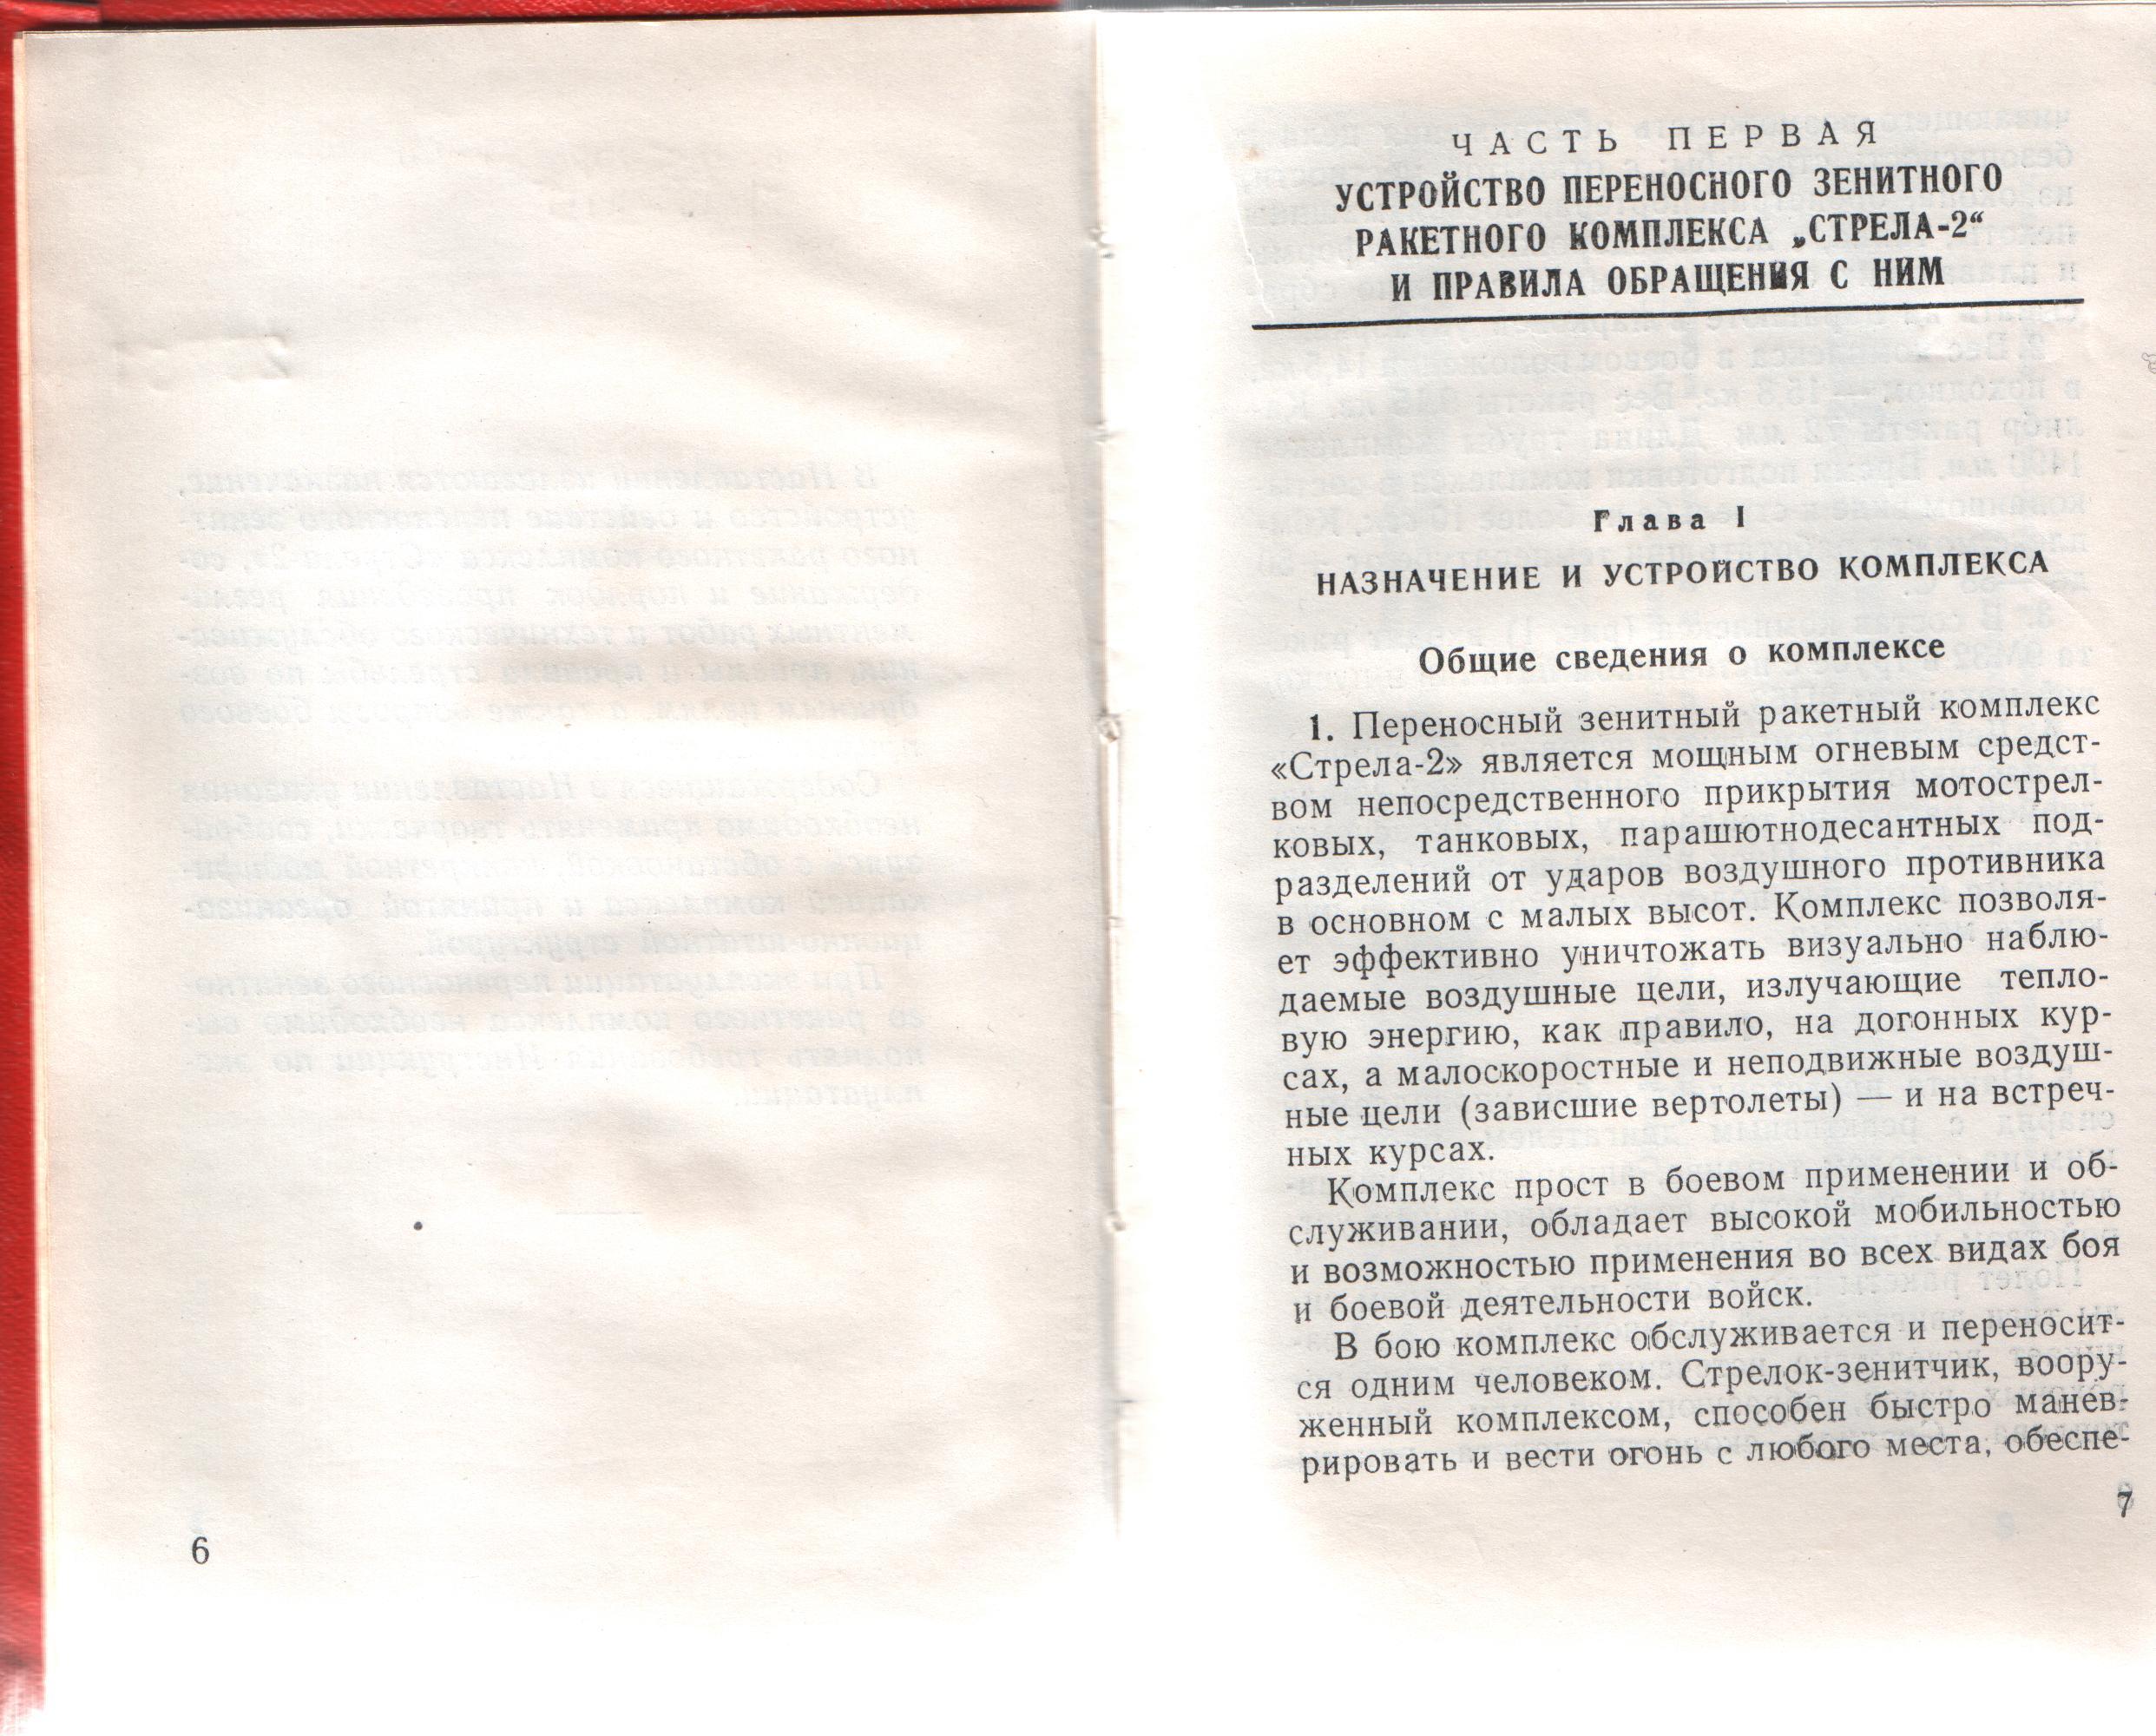 6
ЧАСТЬ ПЕРВАЯ
УСТРОЙСТВО ПЕРЕНОСНОГО ЗЕНИТНОГО
РАКЕТНОГО КОМПЛЕКСА „СТРЕЛА-2“
И ПРАВИЛА ОБРАЩЕНИЯ С НИМ
Глава I
НАЗНАЧЕНИЕ И УСТРОЙСТВО КОМПЛЕКСА
Общие сведения о комплексе
1. Переносный зенитный ракетный комплекс
«Стрела-2» является мощным огневым средст-
вом непосредственного прикрытия мотострел-
ковых, танковых, парашютнодесантных под-
разделений от ударов воздушного противника
в основном с малых высот. Комплекс позволя-
ет эффективно уничтожать визуально наблю-
даемые воздушные цели, излучающие тепло-
вую энергию, как правило, на догонных кур-
сах, а малоскоростные и неподвижные воздуш-
ные цели (зависшие вертолеты) — и на встреч-
ных курсах.
Комплекс прост в боевом применении и об-
служивании, обладает высокой мобильностью
и возможностью применения во всех видах боя
и боевой деятельности войск.
В бою комплекс обслуживается и переносит-
ся одним человеком. Стрелок-зенитчик, воору-
женный комплексом, способен быстро манев-
рировать и вести огонь с любого места, обеспе-
7